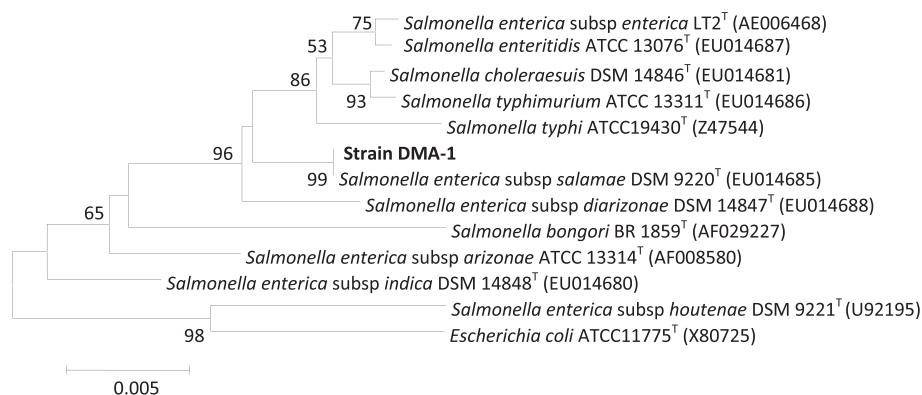 75 Salmonella enterica subsp enterica LT2ᵀ (AE006468)
53 Salmonella enteritidis ATCC 13076ᵀ (EU014687)
86 Salmonella choleraesuis DSM 14846ᵀ (EU014681)
93 Salmonella typhimurium ATCC 13311ᵀ (EU014686)
Salmonella typhi ATCC19430ᵀ (Z47544)
96 Strain DMA-1
99 Salmonella enterica subsp salamae DSM 9220ᵀ (EU014685)
Salmonella enterica subsp diarizonae DSM 14847ᵀ (EU014688)
65 Salmonella bongori BR 1859ᵀ (AF029227)
Salmonella enterica subsp arizonae ATCC 13314ᵀ (AF008580)
Salmonella enterica subsp indica DSM 14848ᵀ (EU014680)
Salmonella enterica subsp houtenae DSM 9221ᵀ (U92195)
98 Escherichia coli ATCC11775ᵀ (X80725)
0.005